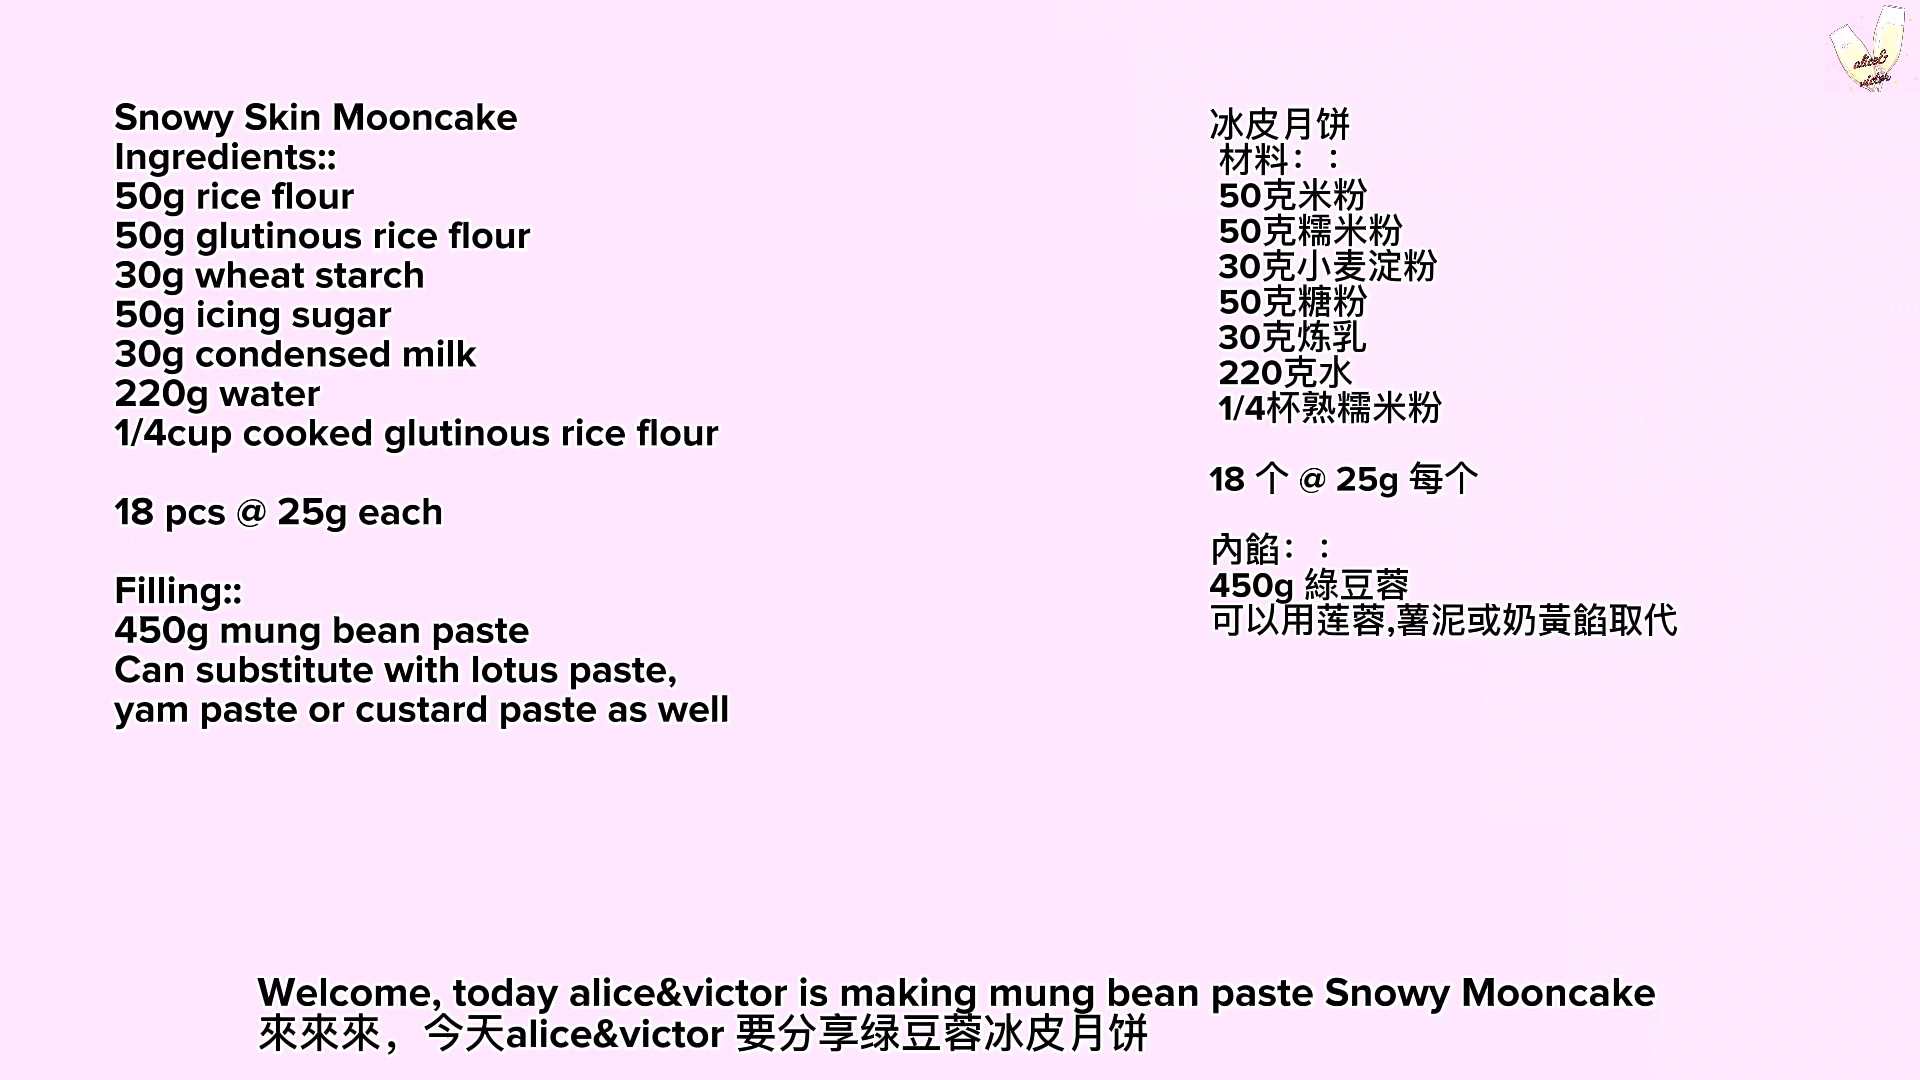 alice&
victor
Snowy Skin Mooncake
Ingredients::
50g rice flour
50g glutinous rice flour
30g wheat starch
50g icing sugar
30g condensed milk
220g water
1/4cup cooked glutinous rice flour
18 pcs @ 25g each
Filling::
450g mung bean paste
Can substitute with lotus paste,
yam paste or custard paste as well
冰皮月饼
材料：：
50克米粉
50克糯米粉
30克小麦淀粉
50克糖粉
30克炼乳
220克水
1/4杯熟糯米粉
18 个 @ 25g 每个
內餡：：
450g 綠豆蓉
可以用莲蓉,薯泥或奶黃餡取代
Welcome, today alice&victor is making mung bean paste Snowy Mooncake
來來來，今天alice&victor 要分享绿豆蓉冰皮月饼